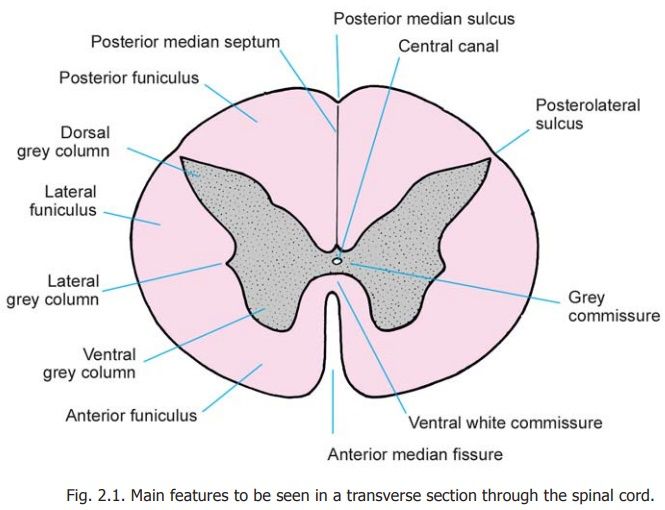 Posterior median sulcus
Posterior median septum
Central canal
Posterior funiculus
Posterolateral
sulcus
Dorsal
grey column
Lateral
funiculus
Lateral
grey column
Grey
commissure
Ventral
grey column
Anterior funiculus
Ventral white commissure
Anterior median fissure
Fig. 2.1. Main features to be seen in a transverse section through the spinal cord.